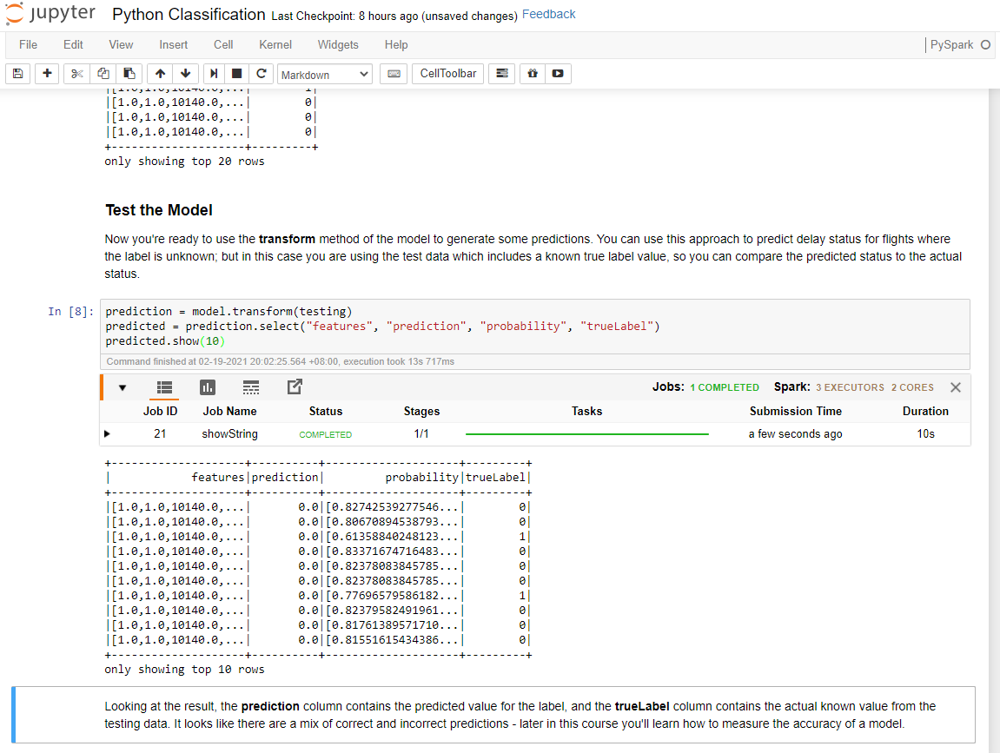 jupyter Python Classification Last Checkpoint: 8 hours ago (unsaved changes) Feedback
File Edit View Insert Cell Kernel Widgets Help PySpark
Markdown CellToolbar
|[1.0,1.0,10140.0,...| 1|
|[1.0,1.0,10140.0,...| 0|
|[1.0,1.0,10140.0,...| 0|
|[1.0,1.0,10140.0,...| 0|
+--------------------+---------+
only showing top 20 rows
Test the Model
Now you're ready to use the transform method of the model to generate some predictions. You can use this approach to predict delay status for flights where
the label is unknown; but in this case you are using the test data which includes a known true label value, so you can compare the predicted status to the actual
status.
In [8]: prediction = model.transform(testing)
predicted = prediction.select("features", "prediction", "probability", "trueLabel")
predicted.show(10)
Command finished at 02-19-2021 20:02:25.564 +08:00, execution took 13s 717ms
Jobs: 1 COMPLETED Spark: 3 EXECUTORS 2 CORES
Job ID Job Name Status Stages Tasks Submission Time Duration
21 showString COMPLETED 1/1 a few seconds ago 10s
+--------------------+----------+--------------------+---------+
| features|prediction| probability|trueLabel|
+--------------------+----------+--------------------+---------+
|[1.0,1.0,10140.0,...| 0.0|[0.82742539277546...| 0|
|[1.0,1.0,10140.0,...| 0.0|[0.80670894538793...| 0|
|[1.0,1.0,10140.0,...| 0.0|[0.61358840248123...| 1|
|[1.0,1.0,10140.0,...| 0.0|[0.83371674716483...| 0|
|[1.0,1.0,10140.0,...| 0.0|[0.82378083845785...| 0|
|[1.0,1.0,10140.0,...| 0.0|[0.82378083845785...| 0|
|[1.0,1.0,10140.0,...| 0.0|[0.77696579586182...| 1|
|[1.0,1.0,10140.0,...| 0.0|[0.82379582491961...| 0|
|[1.0,1.0,10140.0,...| 0.0|[0.81761389571710...| 0|
|[1.0,1.0,10140.0,...| 0.0|[0.81551615434386...| 0|
+--------------------+----------+--------------------+---------+
only showing top 10 rows
Looking at the result, the prediction column contains the predicted value for the label, and the trueLabel column contains the actual known value from the
testing data. It looks like there are a mix of correct and incorrect predictions - later in this course you'll learn how to measure the accuracy of a model.